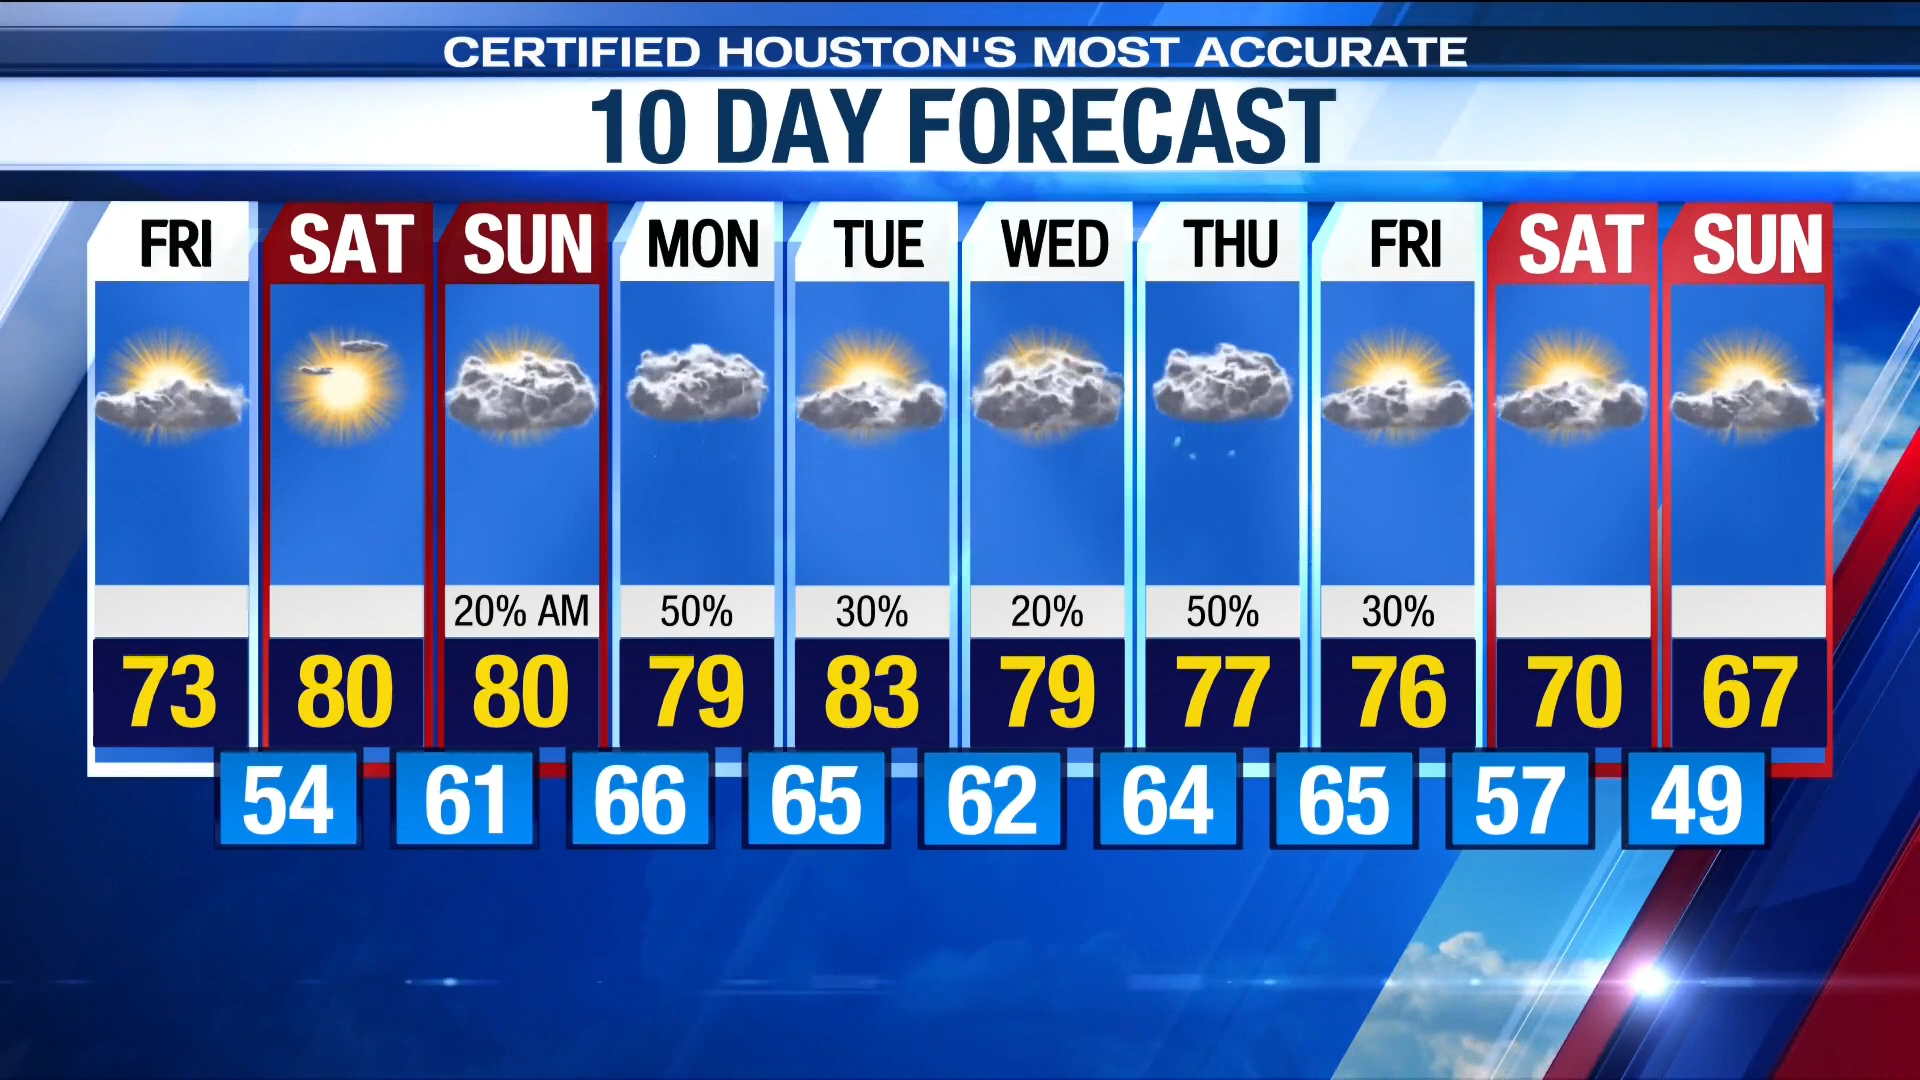 CERTIFIED HOUSTON'S MOST ACCURATE
10 DAY FORECAST
FRI SAT SUN MON TUE WED THU FRI SAT SUN
20% AM 50% 30% 20% 50% 30%
73 80 80 79 83 79 77 76 70 67
54 61 66 65 62 64 65 57 49